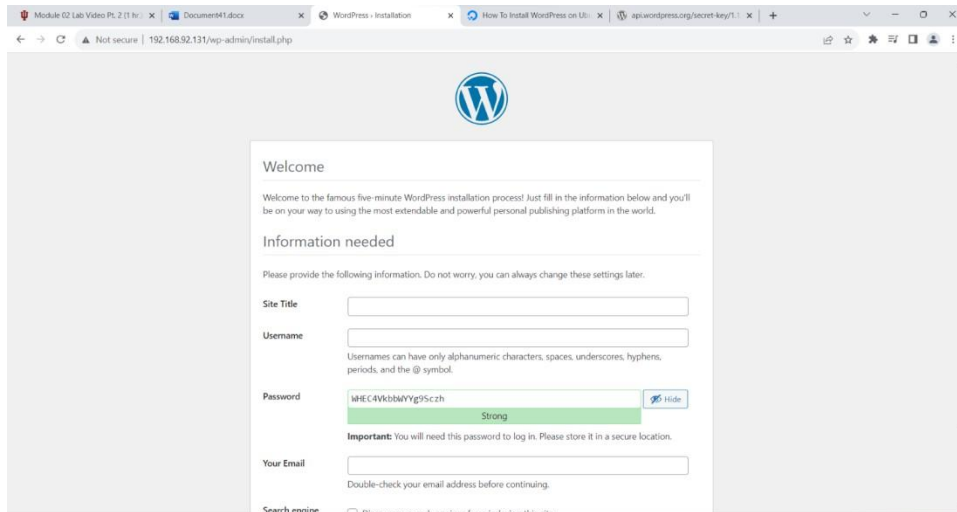 Module 02 Lab Video Pt. 2 (1 hr
Document41.docx
WordPress › Installation
How To Install WordPress on Ub
api.wordpress.org/secret-key/1.1
Not secure | 192.168.92.131/wp-admin/install.php
Welcome
Welcome to the famous five-minute WordPress installation process! Just fill in the information below and you'll
be on your way to using the most extendable and powerful personal publishing platform in the world.
Information needed
Please provide the following information. Do not worry, you can always change these settings later.
Site Title
Username
Usernames can have only alphanumeric characters, spaces, underscores, hyphens,
periods, and the @ symbol.
Password WHEC4VkbbWYYg9Sczh Hide
Strong
Important: You will need this password to log in. Please store it in a secure location.
Your Email
Double-check your email address before continuing.
Search engine